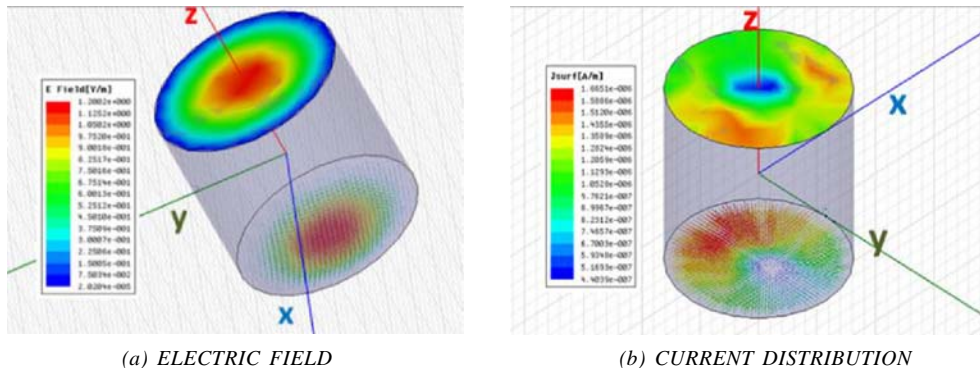 z
E Field[V/m]
1.2002e+000
1.1252e+000
1.0502e+000
9.7520e-001
9.0018e-001
8.2517e-001
7.5016e-001
6.7514e-001
6.0013e-001
5.2512e-001
4.5010e-001
3.7509e-001
3.0007e-001
2.2506e-001
1.5005e-001
7.5034e-002
2.0204e-005
y
x
(a) ELECTRIC FIELD
z
Jsurf[A/m]
1.6651e-006
1.5886e-006
1.5120e-006
1.4355e-006
1.3589e-006
1.2824e-006
1.2059e-006
1.1293e-006
1.0528e-006
9.7621e-007
8.9967e-007
8.2312e-007
7.4657e-007
6.7003e-007
5.9348e-007
5.1693e-007
4.4039e-007
x
y
(b) CURRENT DISTRIBUTION